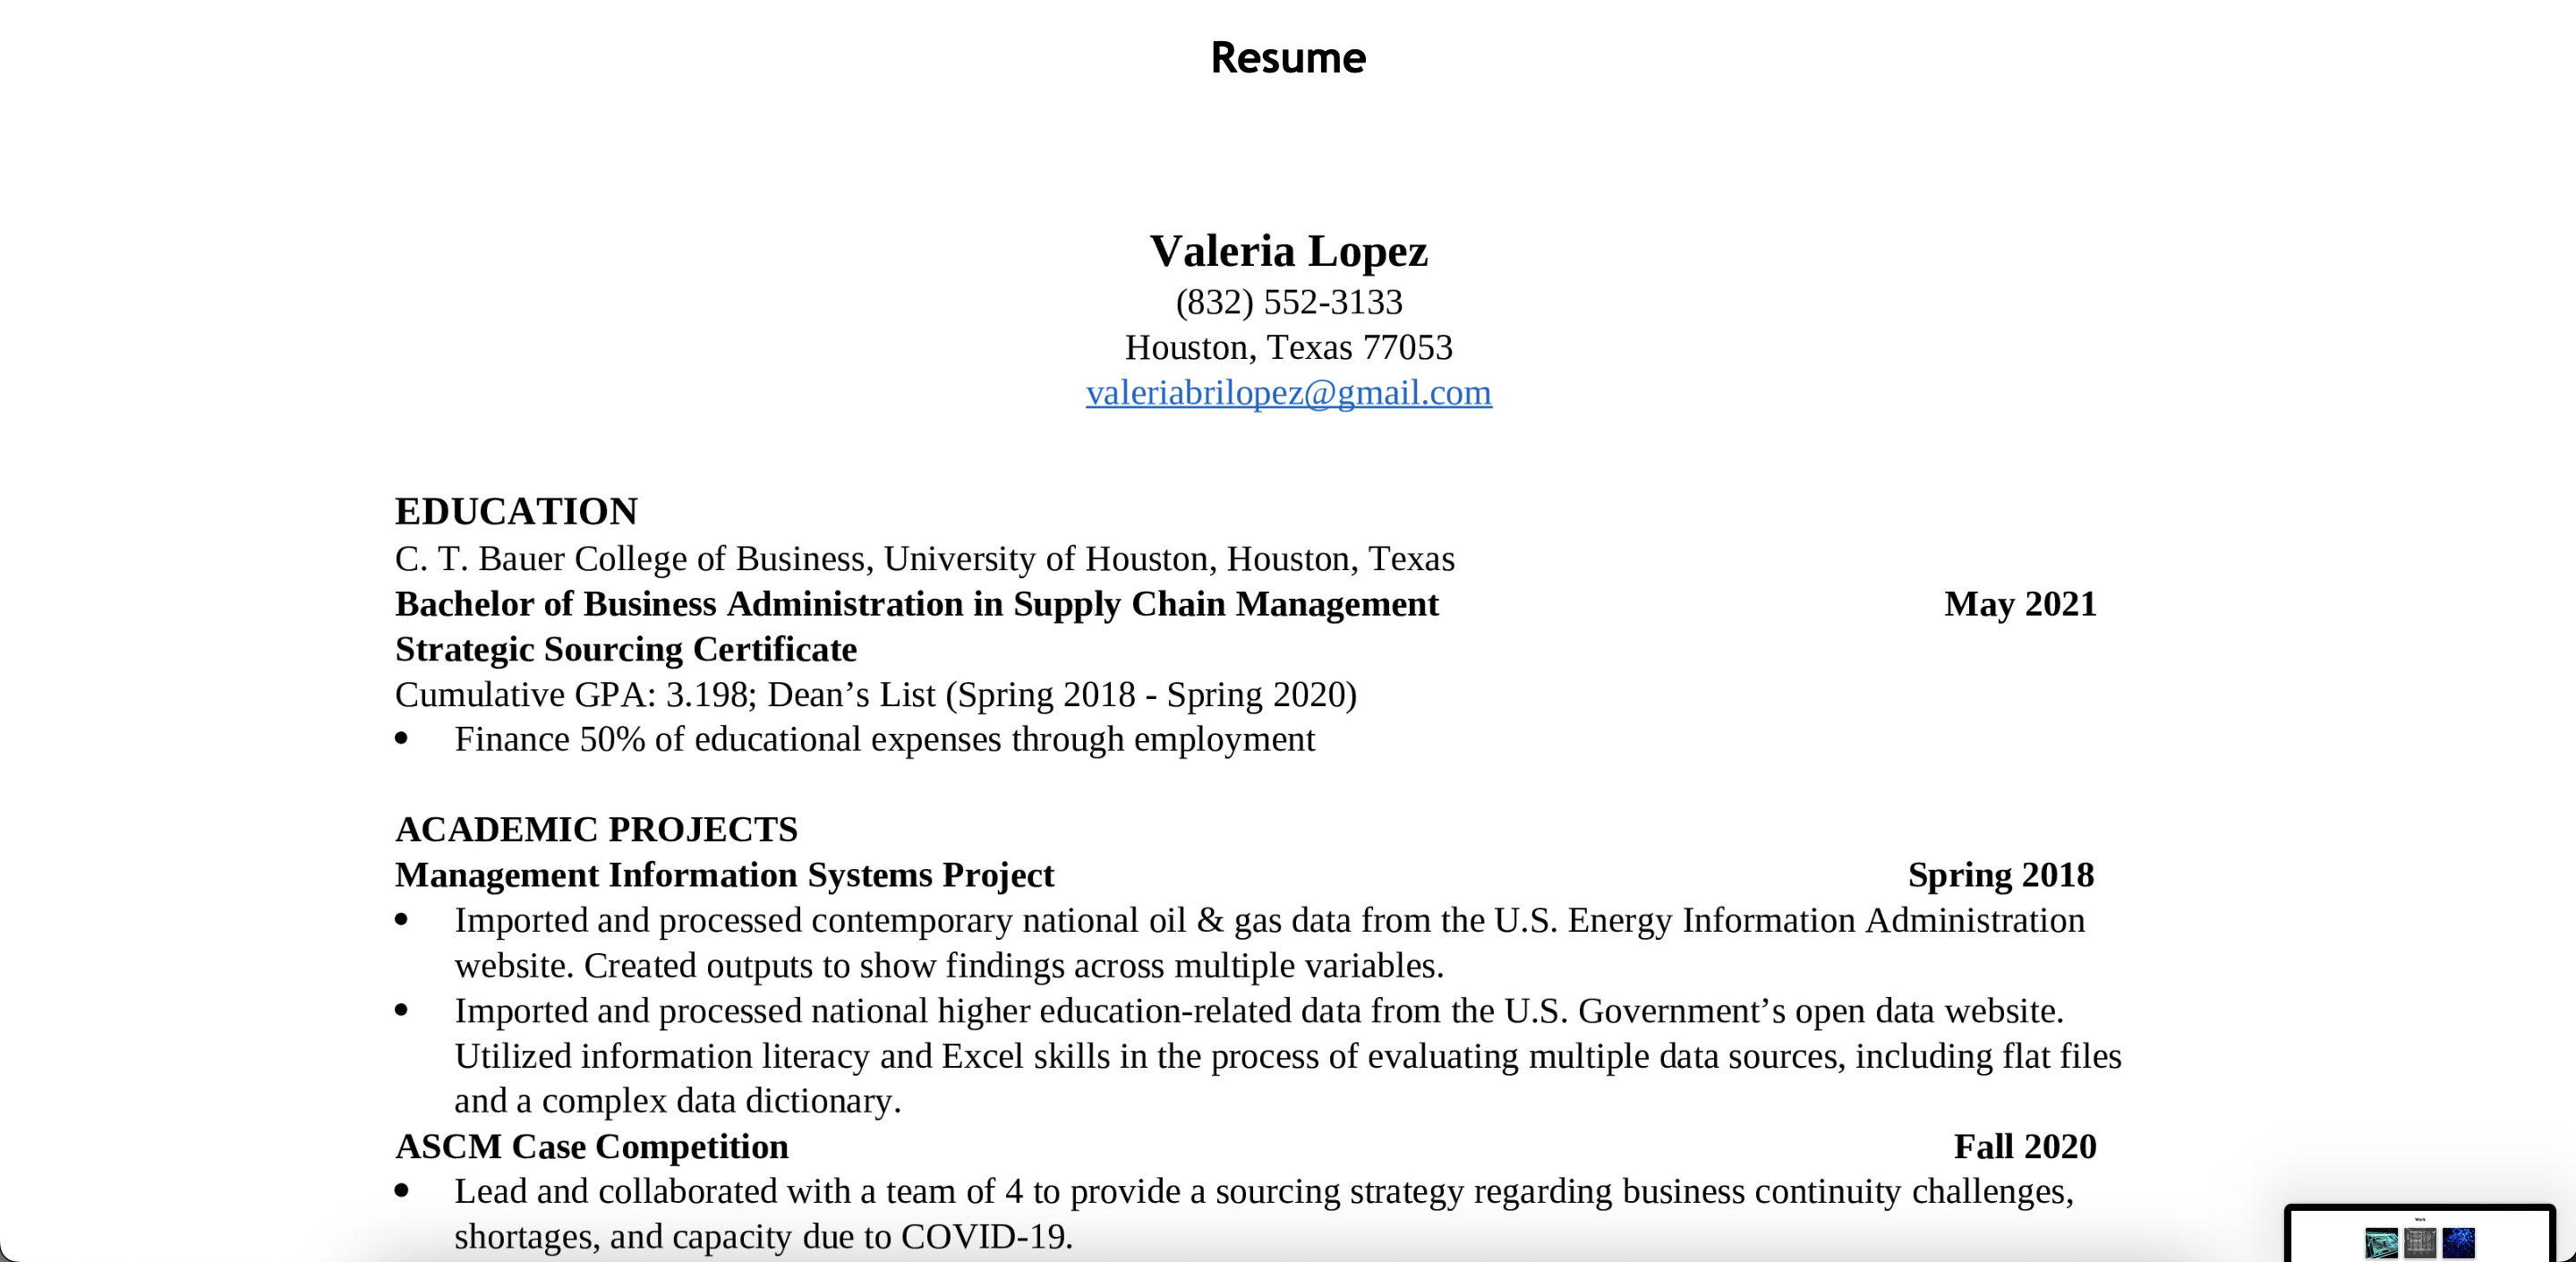 Resume
Valeria Lopez
(832) 552-3133
Houston, Texas 77053
valeriabrilopez@gmail.com
EDUCATION
C. T. Bauer College of Business, University of Houston, Houston, Texas
Bachelor of Business Administration in Supply Chain Management May 2021
Strategic Sourcing Certificate
Cumulative GPA: 3.198; Dean’s List (Spring 2018 - Spring 2020)
• Finance 50% of educational expenses through employment
ACADEMIC PROJECTS
Management Information Systems Project Spring 2018
• Imported and processed contemporary national oil & gas data from the U.S. Energy Information Administration
website. Created outputs to show findings across multiple variables.
• Imported and processed national higher education-related data from the U.S. Government’s open data website.
Utilized information literacy and Excel skills in the process of evaluating multiple data sources, including flat files
and a complex data dictionary.
ASCM Case Competition Fall 2020
• Lead and collaborated with a team of 4 to provide a sourcing strategy regarding business continuity challenges,
shortages, and capacity due to COVID-19.
Work